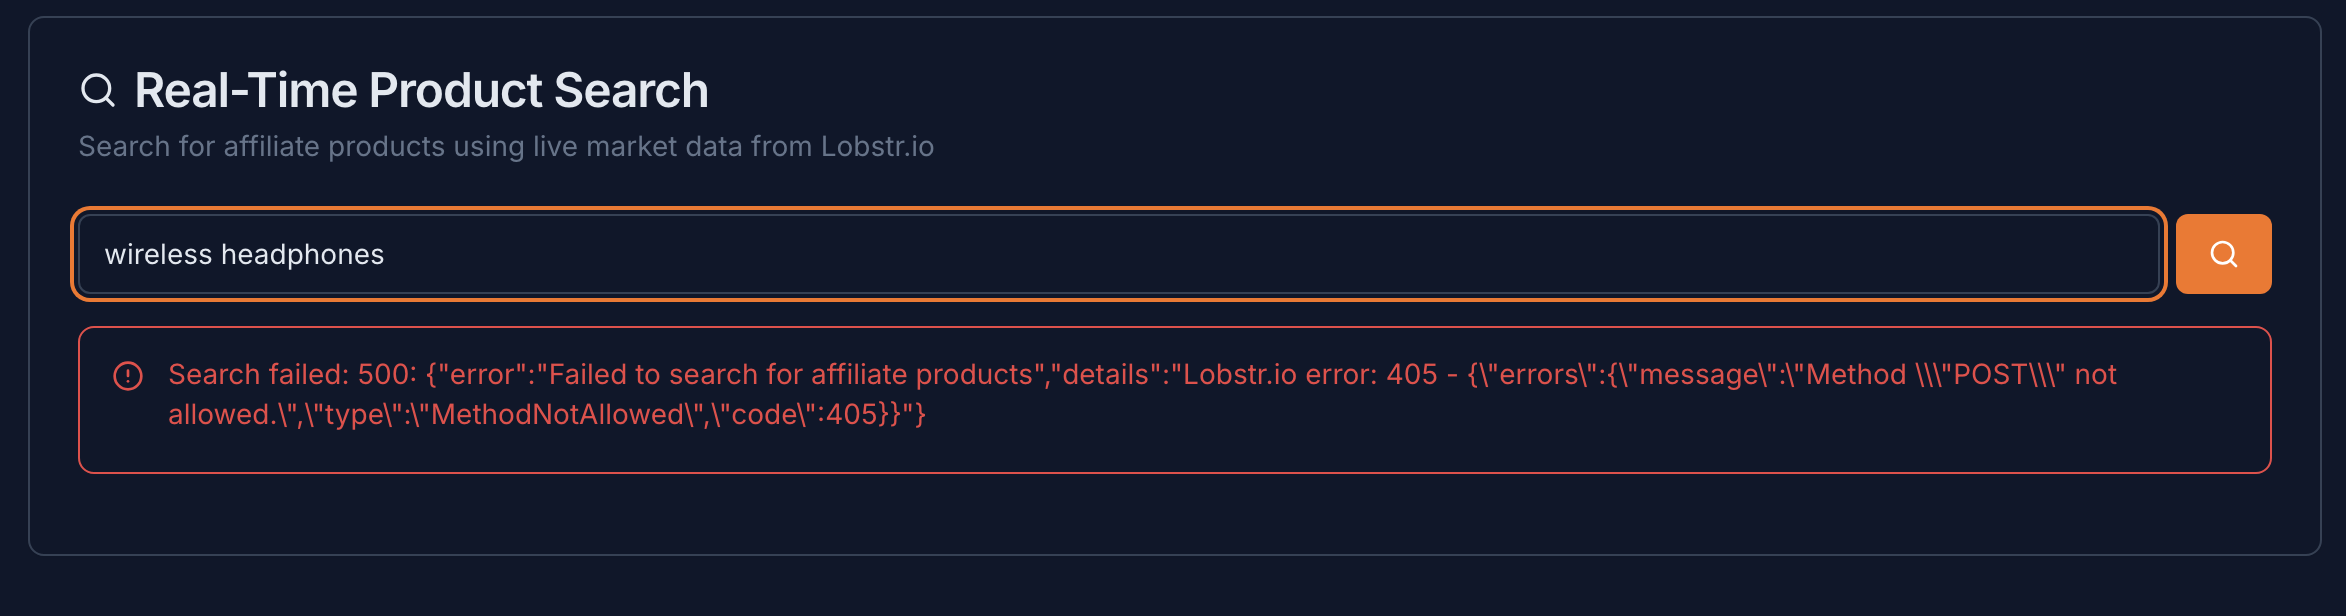 Real-Time Product Search
Search for affiliate products using live market data from Lobstr.io
wireless headphones
Search failed: 500: {"error":"Failed to search for affiliate products","details":"Lobstr.io error: 405 - {\"errors\":{\"message\":\"Method \\\"POST\\\" not
allowed.\",\"type\":\"MethodNotAllowed\",\"code\":405}}"}